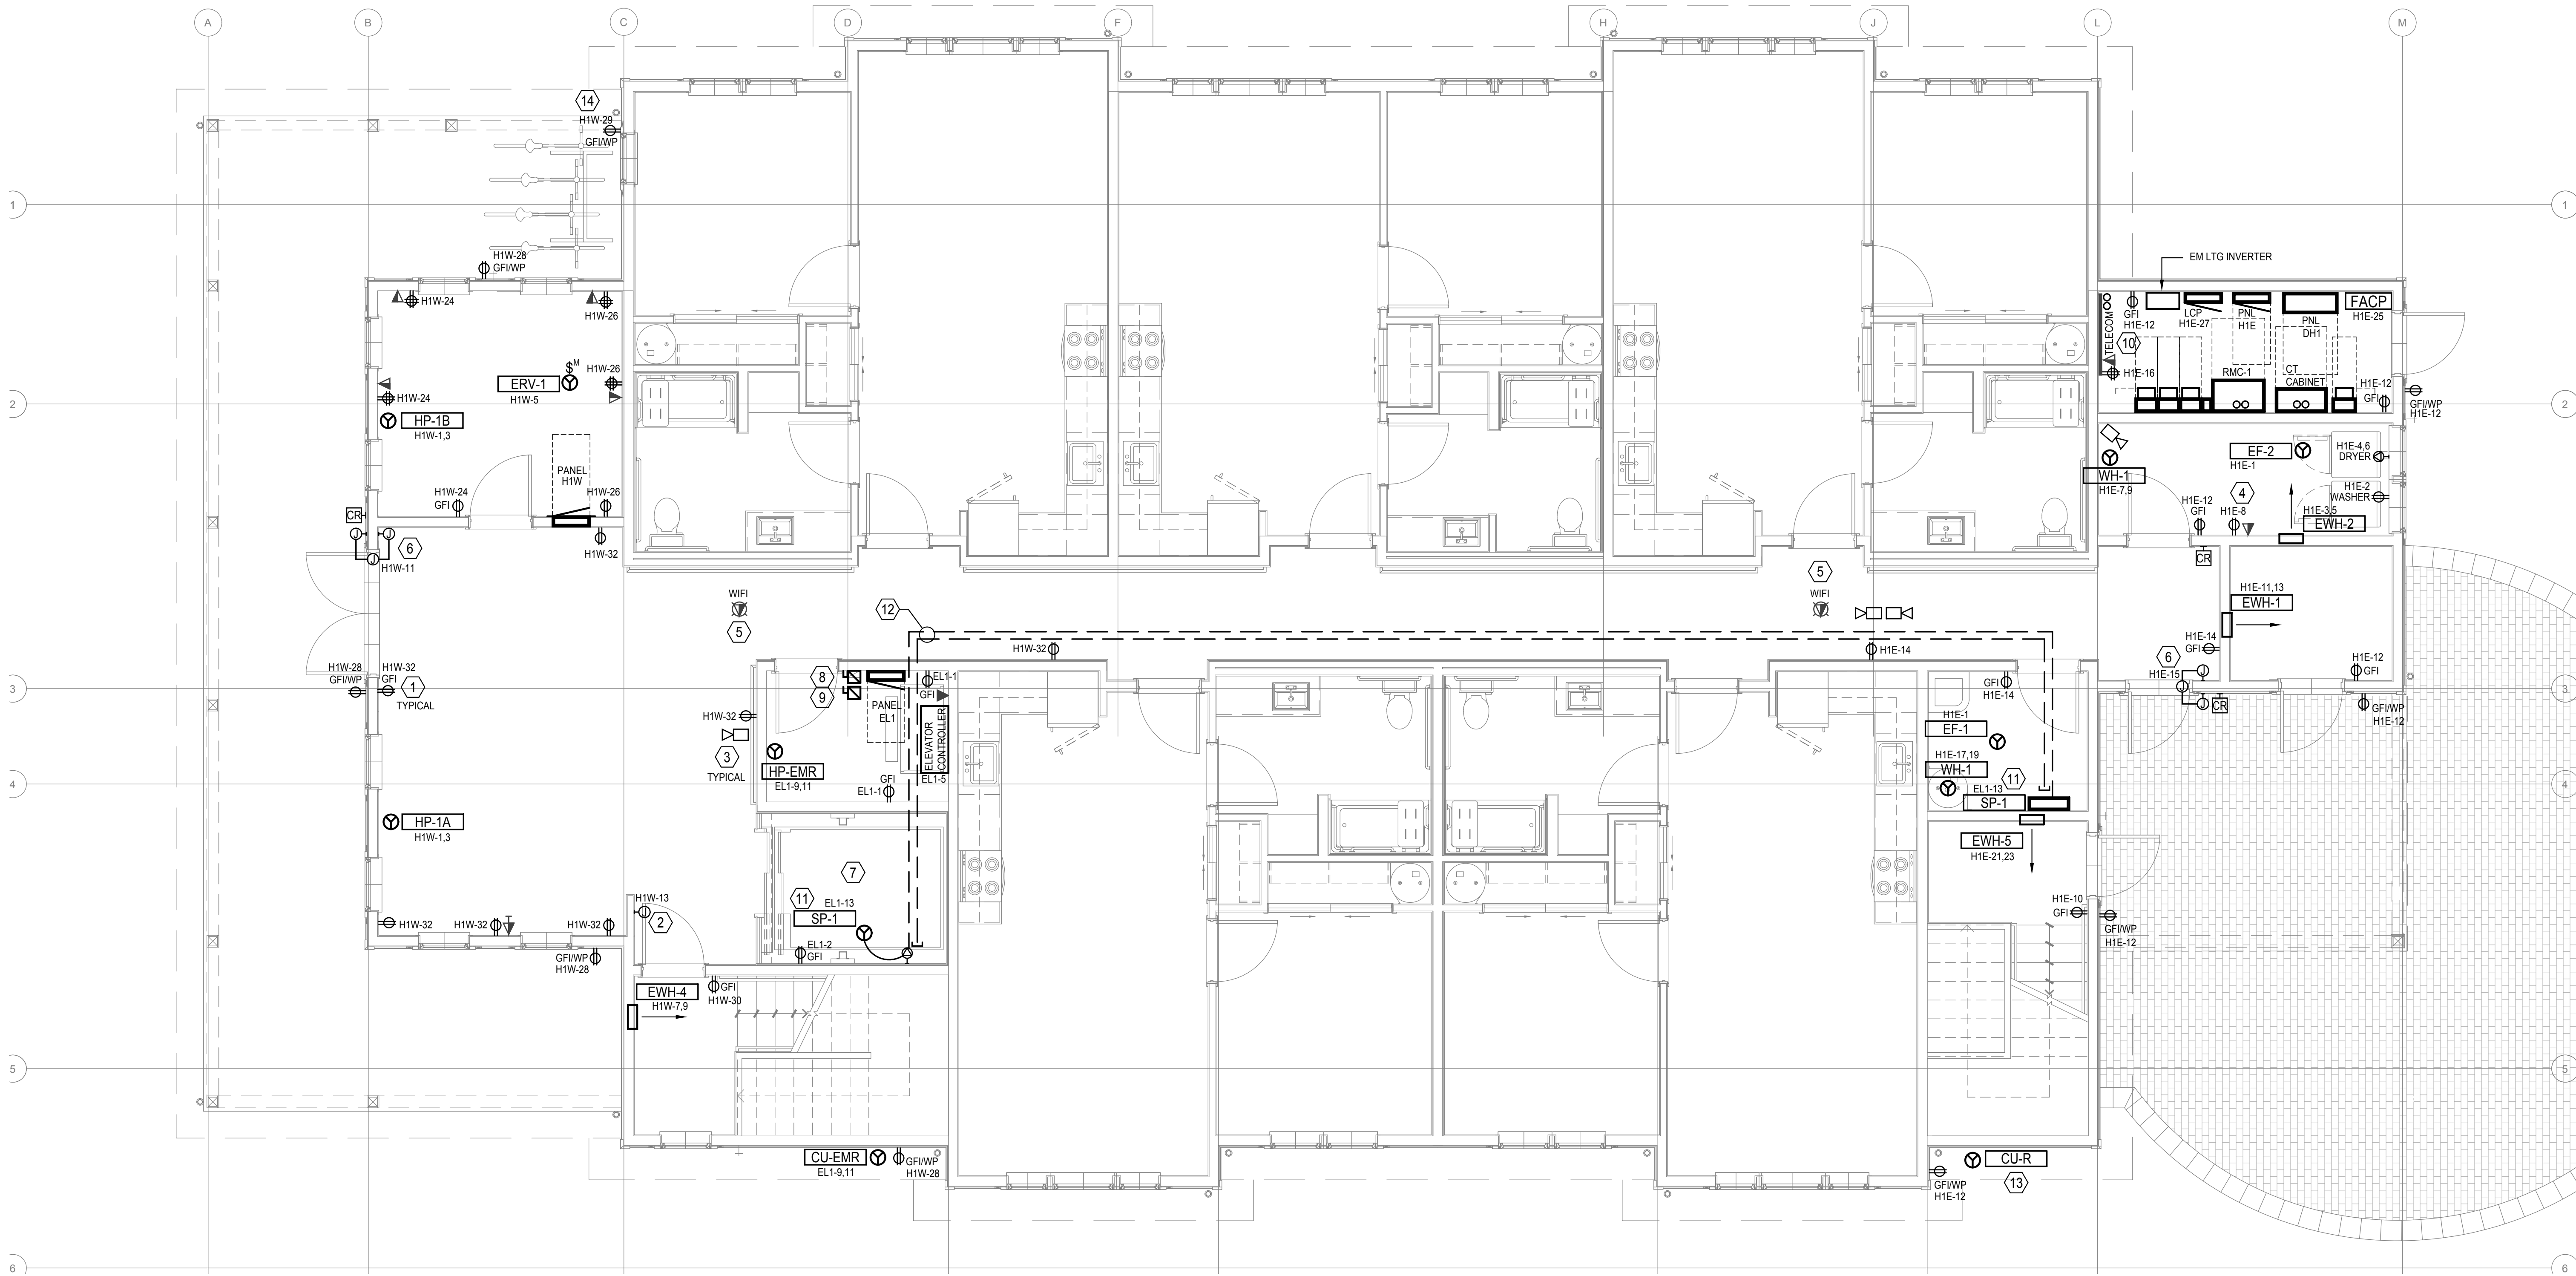 A
B
C
D
F
H
J
L
M
14
H1W-29
GFI/WP
1
1
H1W-28
GFI/WP
EM LTG INVERTER
H1W-24
H1W-26
TELECOM
GFI
H1E-12
LCP
H1E-27
PNL
H1E
PNL
DH1
FACP
H1E-25
10
$M
ERV-1
H1W-5
H1W-26
H1W-24
H1E-16
RMC-1
CT
CABINET
H1E-12
GFI
GFI/WP
H1E-12
2
2
HP-1B
H1W-1,3
PANEL
H1W
H1W-24
GFI
H1W-26
WH-1
H1E-7,9
EF-2
H1E-1
H1E-4,6
DRYER
H1E-2
WASHER
4
H1E-12
GFI
H1E-8
H1E-3,5
EWH-2
CR
J
J
J
6
H1W-11
H1W-32
CR
WIFI
5
5
WIFI
12
H1E-11,13
EWH-1
H1W-32
H1E-14
H1E-14
GFI
6
H1E-15
J
J
J
CR
H1E-12
GFI
GFI/WP
H1E-12
H1W-28
GFI/WP
H1W-32
GFI
1
TYPICAL
8
9
PANEL
EL1
EL1-1
GFI
ELEVATOR
CONTROLLER
EL1-5
3
3
GFI
H1E-14
H1W-32
3
TYPICAL
HP-EMR
EL1-9,11
GFI
EL1-1
H1E-1
EF-1
H1E-17,19
WH-1
11
EL1-13
SP-1
4
4
HP-1A
H1W-1,3
EWH-5
H1E-21,23
7
11
EL1-13
SP-1
H1W-13
J
2
H1W-32
H1W-32
H1W-32
EL1-2
GFI
H1E-10
GFI
GFI/WP
H1E-12
GFI/WP
H1W-28
EWH-4
H1W-7,9
GFI
H1W-30
5
5
CU-EMR
EL1-9,11
GFI/WP
H1W-28
GFI/WP
H1E-12
CU-R
13
6
6